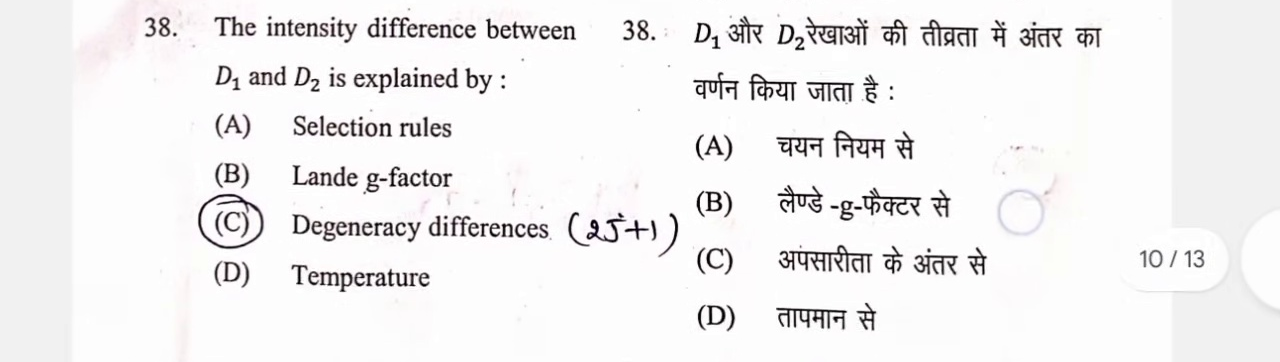 38. The intensity difference between
D₁ and D₂ is explained by :
(A) Selection rules
(B) Lande g-factor
(C) Degeneracy differences (2J+1)
(D) Temperature
38. D₁ और D₂ रेखाओं की तीव्रता में अंतर का
वर्णन किया जाता है :
(A) चयन नियम से
(B) लैण्डे -g-फैक्टर से
(C) अपसारीता के अंतर से
(D) तापमान से
10 / 13